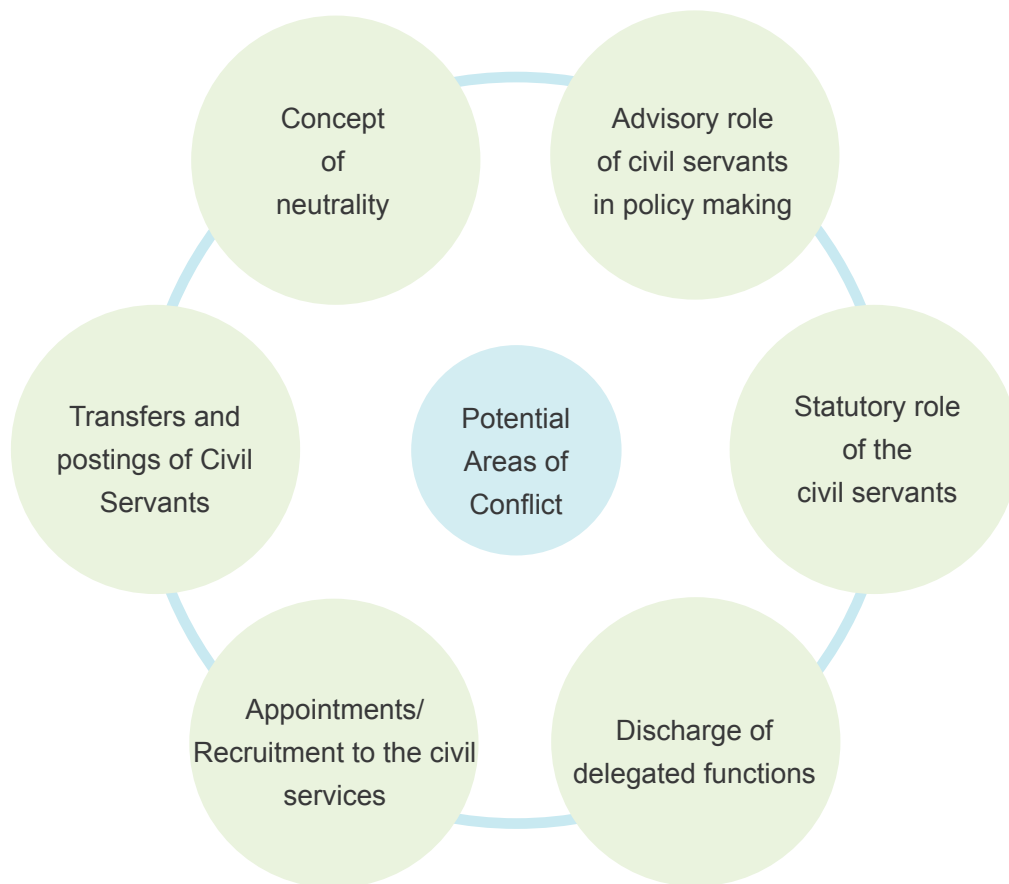 Concept
of
neutrality
Advisory role
of civil servants
in policy making
Transfers and
postings of Civil
Servants
Potential
Areas of
Conflict
Statutory role
of the
civil servants
Appointments/
Recruitment to the civil
services
Discharge of
delegated functions